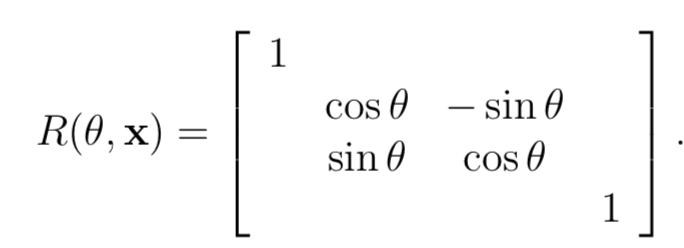 R(θ, x) = [ 1
cos θ − sin θ
sin θ cos θ
1 ] .